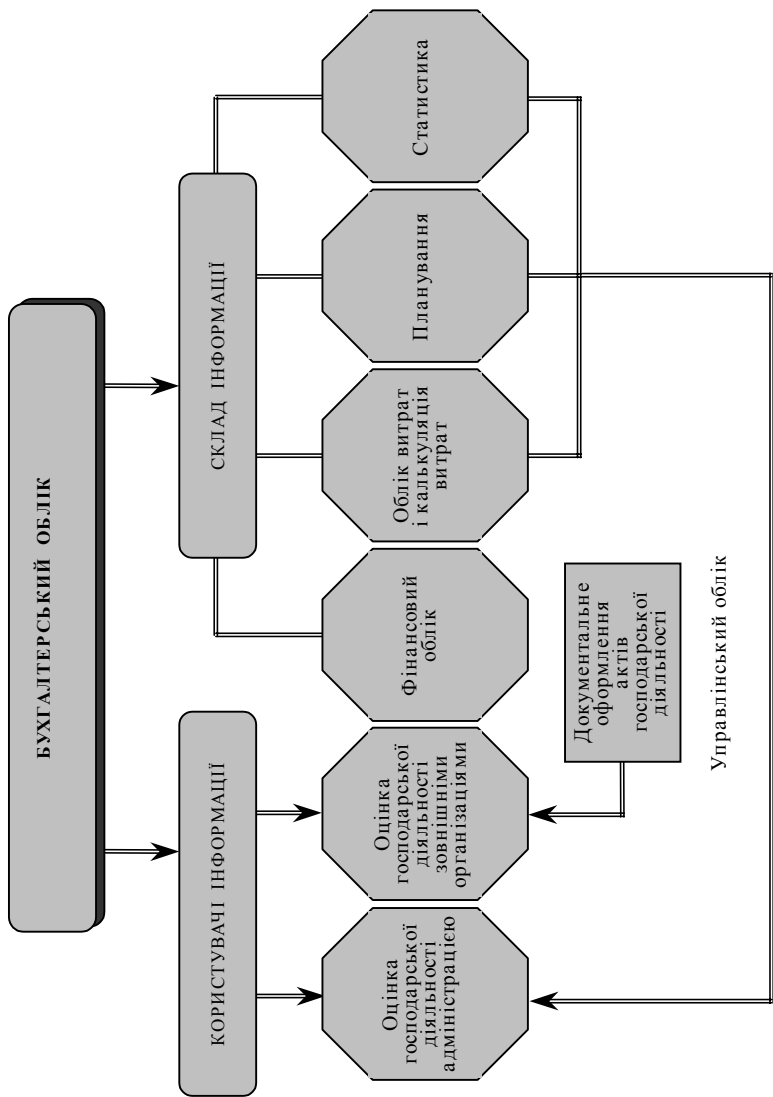 БУХГАЛТЕРСЬКИЙ ОБЛІК
КОРИСТУВАЧІ ІНФОРМАЦІЇ
СКЛАД ІНФОРМАЦІЇ
Оцінка
господарської
діяльності
адміністрацією
Оцінка
господарської
діяльності
зовнішніми
організаціями
Фінансовий
облік
Облік витрат
і калькуляція
витрат
Планування
Статистика
Документальне
оформлення
актів
господарської
діяльності
Управлінський облік